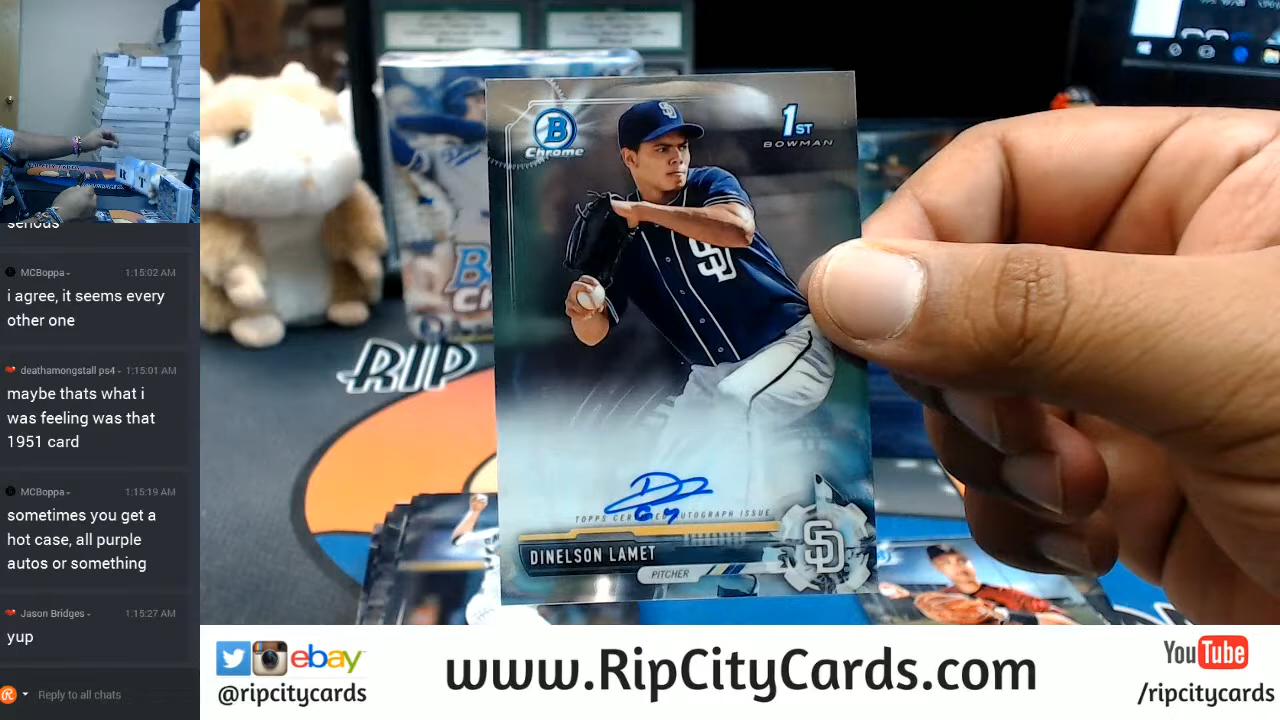 serious
MCBoppa - 1:15:02 AM
i agree, it seems every
other one
deathamongstall ps4 - 1:15:01 AM
maybe thats what i
was feeling was that
1951 card
MCBoppa - 1:15:19 AM
sometimes you get a
hot case, all purple
autos or something
Jason Bridges - 1:15:27 AM
yup
Reply to all chats
B
Chrome
1ST
BOWMAN
SD
RIP
TOPPS CERTIFIED AUTOGRAPH ISSUE
DINELSON LAMET
PITCHER
SD
ebay
@ripcitycards
www.RipCityCards.com
YouTube
/ripcitycards